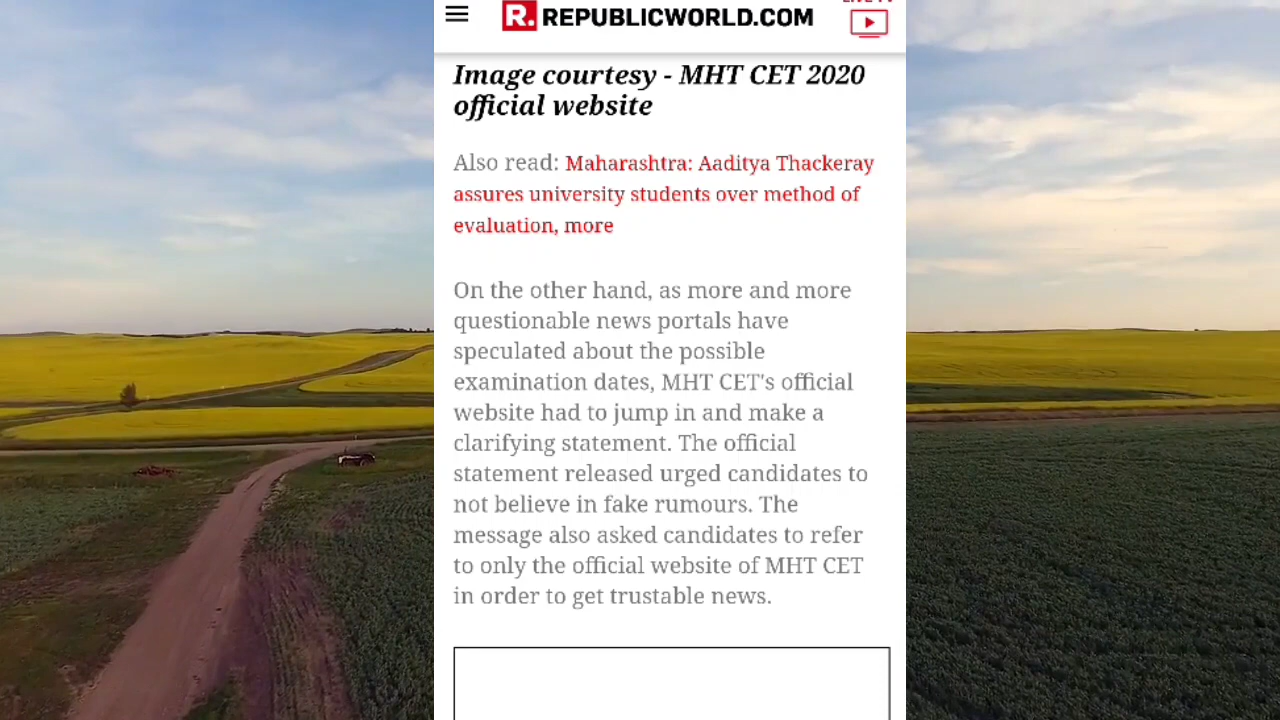 R. REPUBLICWORLD.COM
LIVE TV
Image courtesy - MHT CET 2020
official website
Also read: Maharashtra: Aaditya Thackeray
assures university students over method of
evaluation, more
On the other hand, as more and more
questionable news portals have
speculated about the possible
examination dates, MHT CET's official
website had to jump in and make a
clarifying statement. The official
statement released urged candidates to
not believe in fake rumours. The
message also asked candidates to refer
to only the official website of MHT CET
in order to get trustable news.